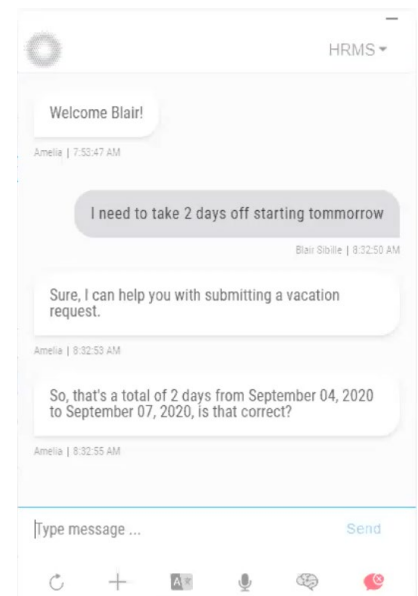 HRMS
Welcome Blair!
Amelia | 7:53:47 AM
I need to take 2 days off starting tommorrow
Blair Sibille | 8:32:50 AM
Sure, I can help you with submitting a vacation
request.
Amelia | 8:32:53 AM
So, that's a total of 2 days from September 04, 2020
to September 07, 2020, is that correct?
Amelia | 8:32:55 AM
Type message ...
Send